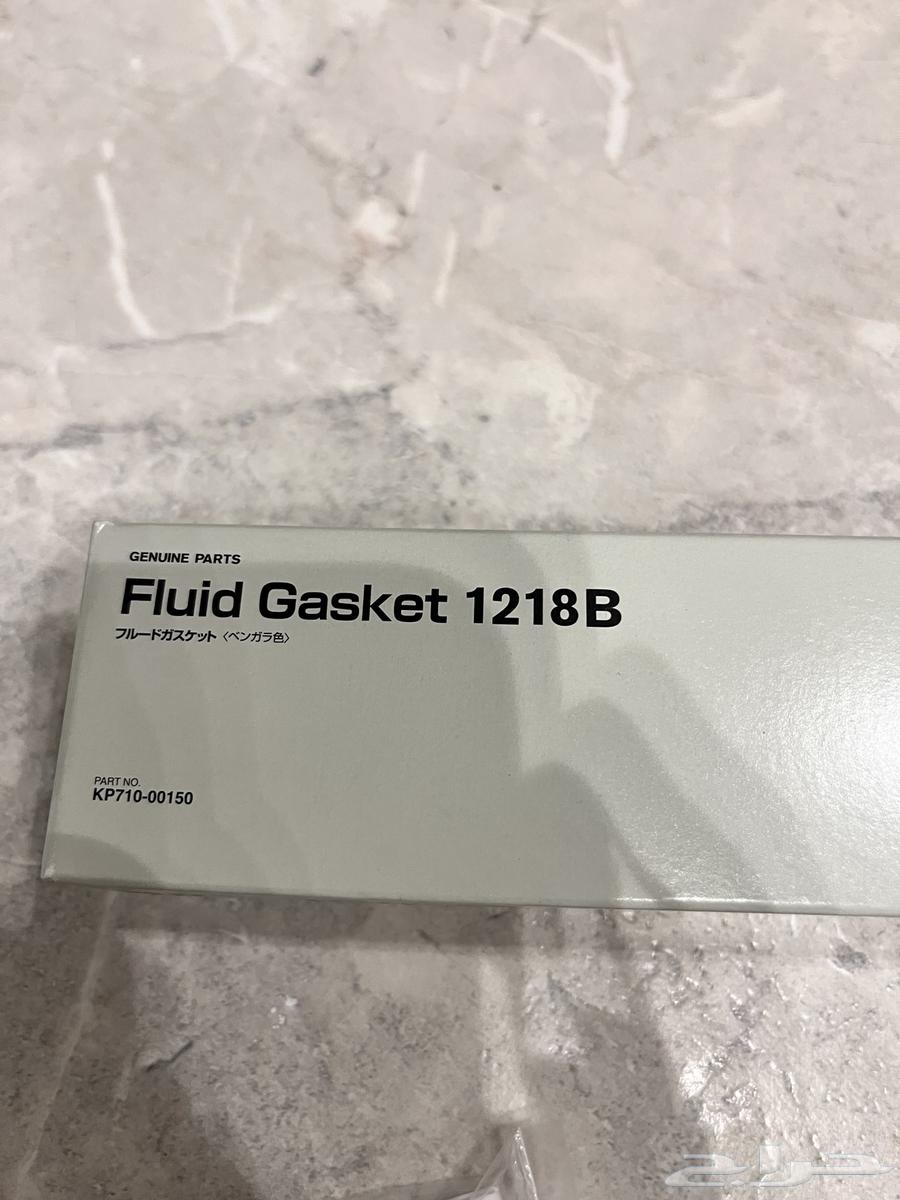 GENUINE PARTS
Fluid Gasket 1218B
フルードガスケット〈ベンガラ色〉
PART NO.
KP710-00150
حراج